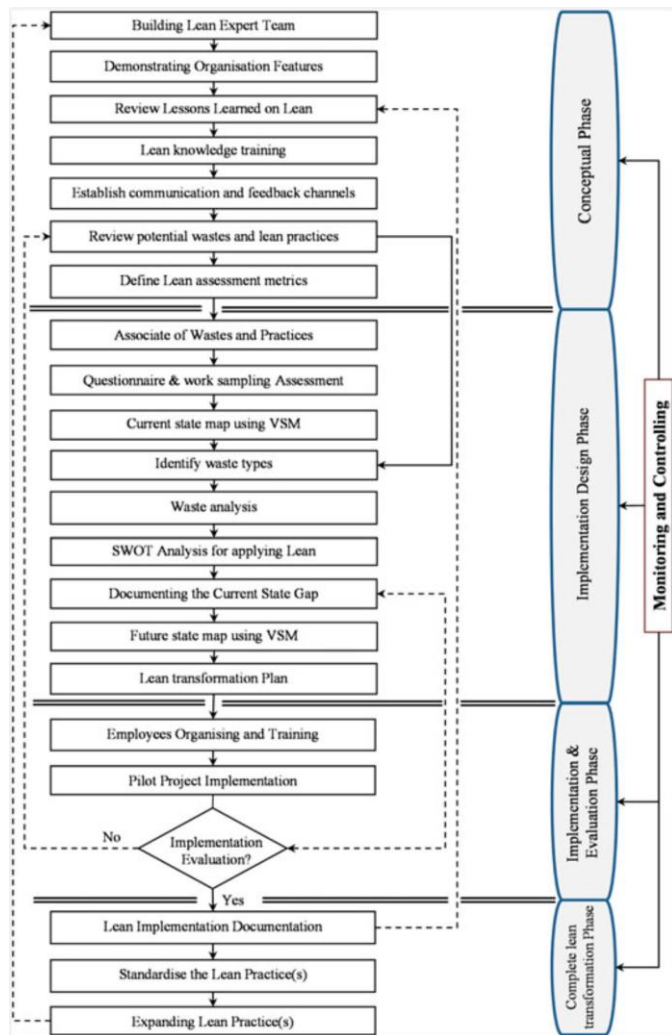 Building Lean Expert Team
Demonstrating Organisation Features
Review Lessons Learned on Lean
Lean knowledge training
Establish communication and feedback channels
Review potential wastes and lean practices
Define Lean assessment metrics
Conceptual Phase
Associate of Wastes and Practices
Questionnaire & work sampling Assessment
Current state map using VSM
Identify waste types
Waste analysis
SWOT Analysis for applying Lean
Documenting the Current State Gap
Future state map using VSM
Lean transformation Plan
Implementation Design Phase
Monitoring and Controlling
Employees Organising and Training
Pilot Project Implementation
No
Implementation
Evaluation?
Yes
Implementation &
Evaluation Phase
Lean Implementation Documentation
Standardise the Lean Practice(s)
Expanding Lean Practice(s)
Complete lean
transformation Phase